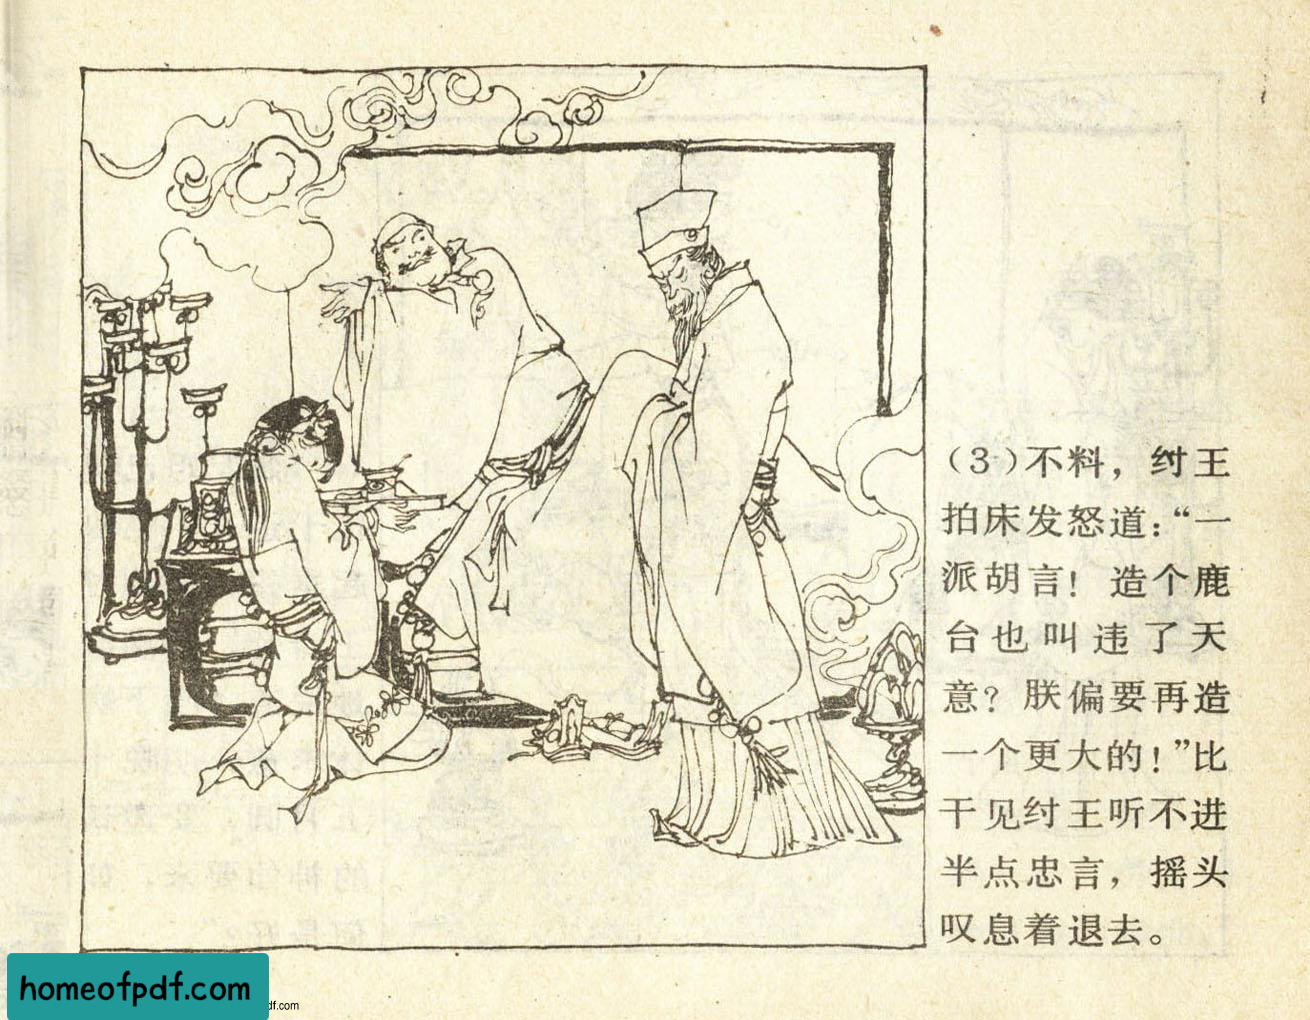 (3)不料，纣王
拍床发怒道：“一
派胡言！造个鹿
台也叫违了天
意？朕偏要再造
一个更大的！”比
干见纣王听不进
半点忠言，摇头
叹息着退去。
homeofpdf.com
df.com